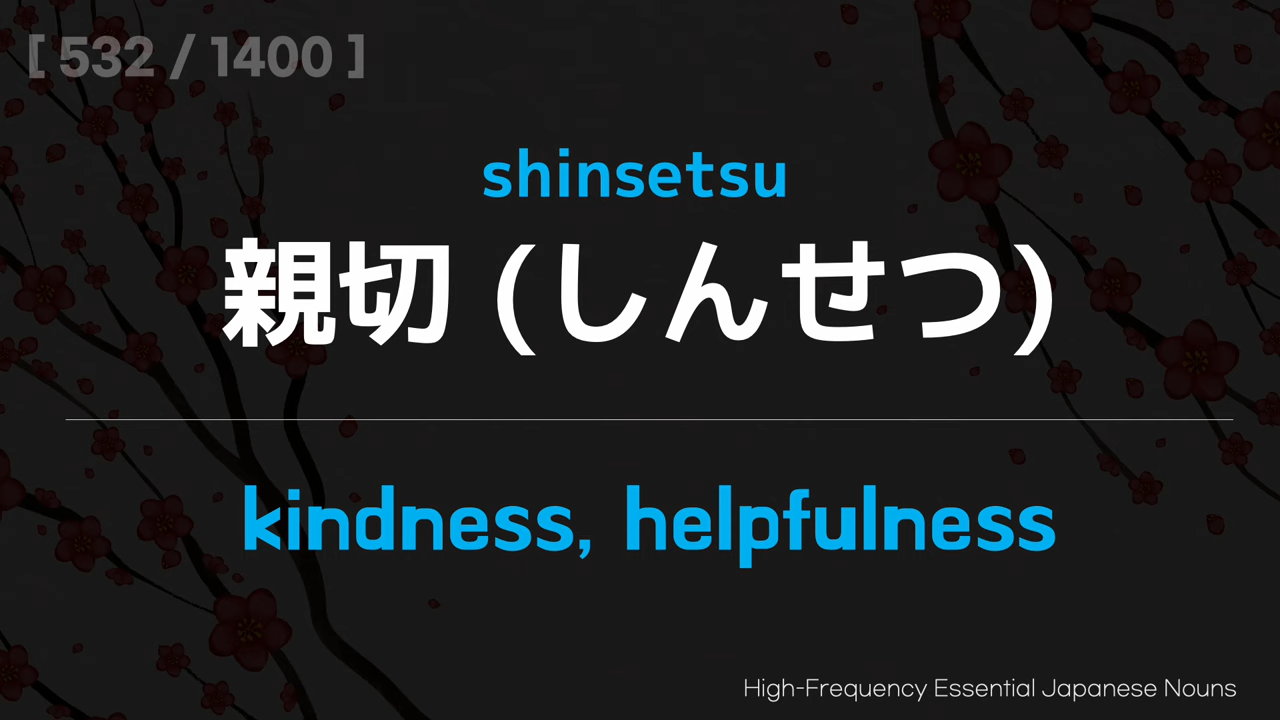 [ 532 / 1400 ]
shinsetsu
親切 (しんせつ)
kindness, helpfulness
High-Frequency Essential Japanese Nouns